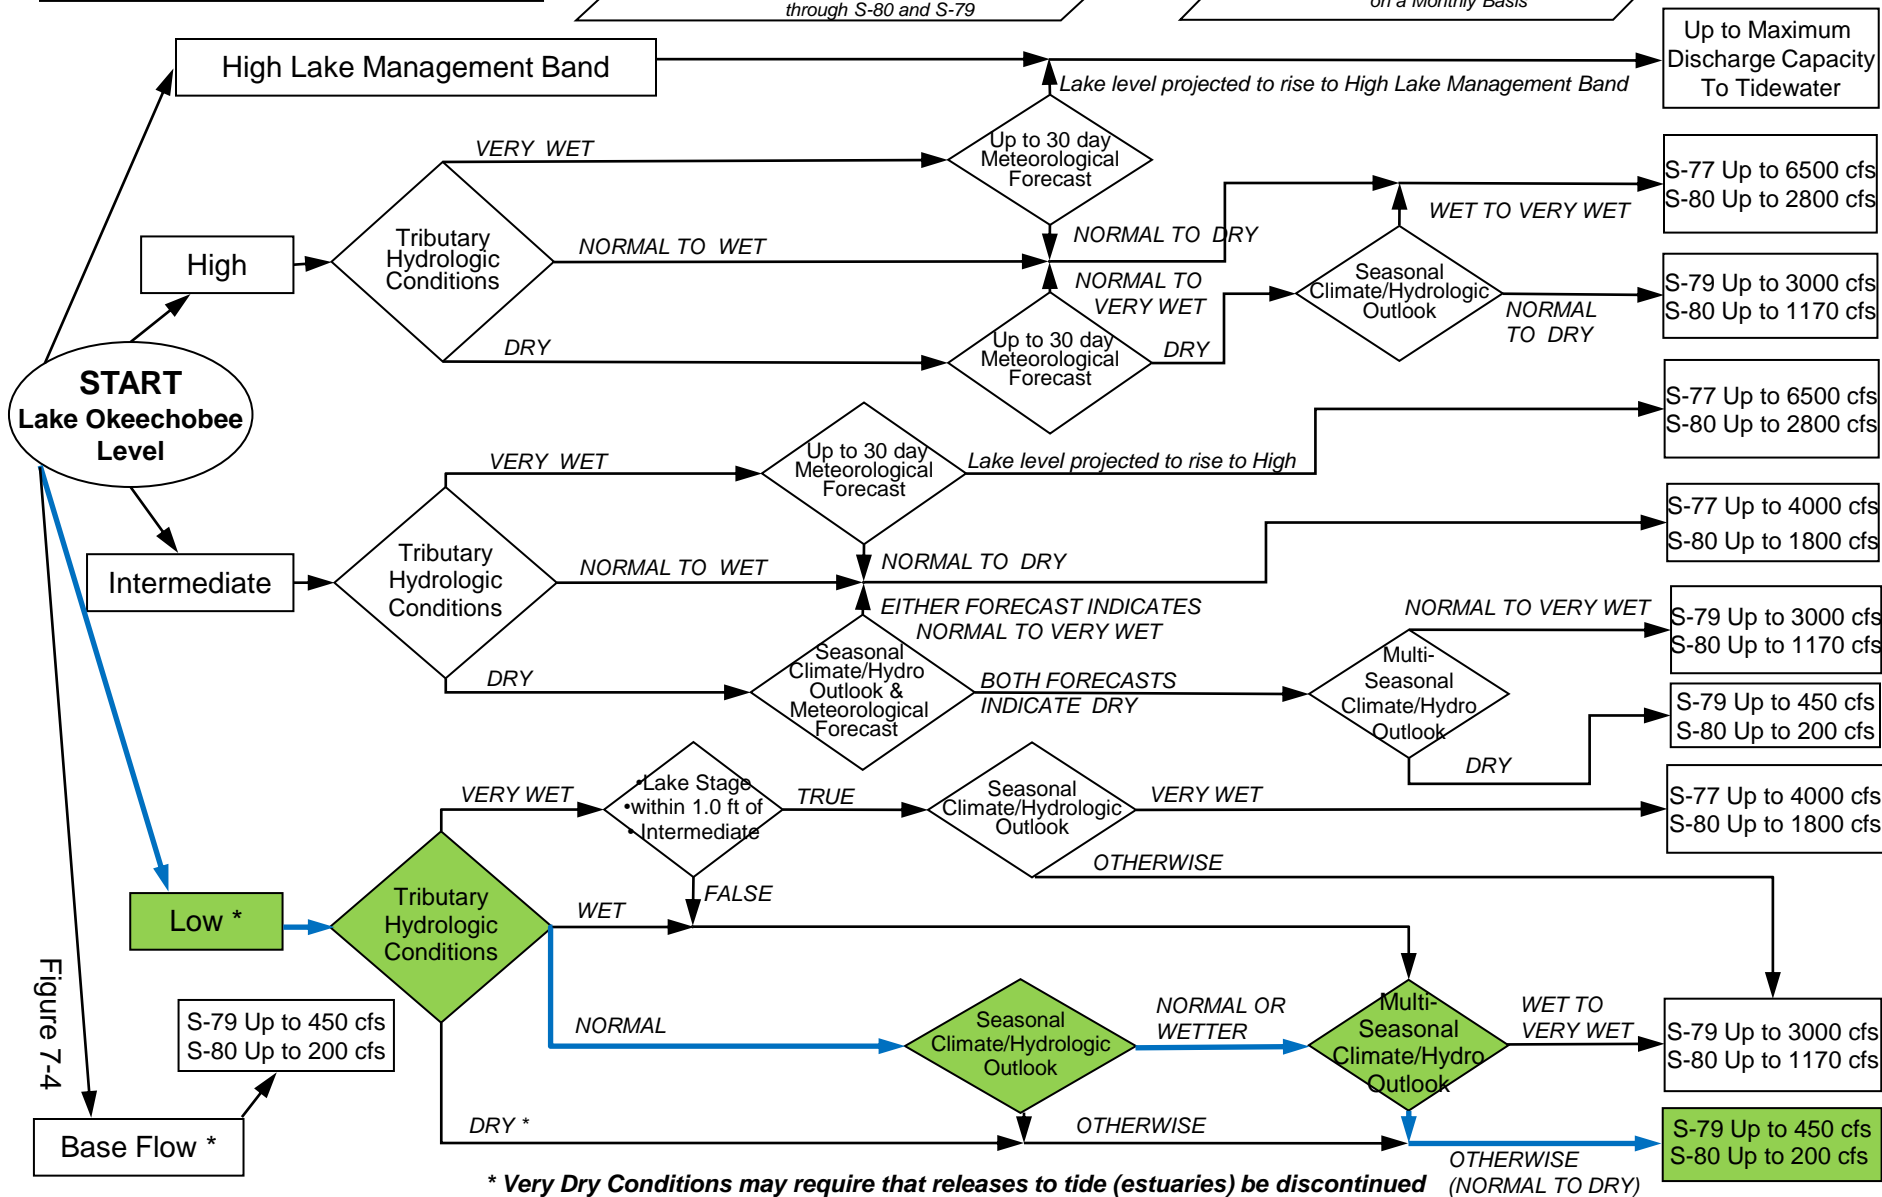 through S-80 and S-79
on a Monthly Basis
High Lake Management Band
Lake level projected to rise to High Lake Management Band
Up to Maximum
Discharge Capacity
To Tidewater
VERY WET
Up to 30 day
Meteorological
Forecast
S-77 Up to 6500 cfs
S-80 Up to 2800 cfs
WET TO VERY WET
High
Tributary
Hydrologic
Conditions
NORMAL TO WET
NORMAL TO DRY
NORMAL TO
VERY WET
Seasonal
Climate/Hydrologic
Outlook
NORMAL
TO DRY
S-79 Up to 3000 cfs
S-80 Up to 1170 cfs
DRY
Up to 30 day
Meteorological
Forecast
DRY
START
Lake Okeechobee
Level
S-77 Up to 6500 cfs
S-80 Up to 2800 cfs
VERY WET
Up to 30 day
Meteorological
Forecast
Lake level projected to rise to High
S-77 Up to 4000 cfs
S-80 Up to 1800 cfs
Intermediate
Tributary
Hydrologic
Conditions
NORMAL TO WET
NORMAL TO DRY
EITHER FORECAST INDICATES
NORMAL TO VERY WET
NORMAL TO VERY WET
S-79 Up to 3000 cfs
S-80 Up to 1170 cfs
DRY
Seasonal
Climate/Hydro
Outlook &
Meteorological
Forecast
BOTH FORECASTS
INDICATE DRY
Multi-
Seasonal
Climate/Hydro
Outlook
DRY
S-79 Up to 450 cfs
S-80 Up to 200 cfs
VERY WET
•Lake Stage
•within 1.0 ft of
• Intermediate
TRUE
Seasonal
Climate/Hydrologic
Outlook
VERY WET
S-77 Up to 4000 cfs
S-80 Up to 1800 cfs
OTHERWISE
FALSE
Low *
Tributary
Hydrologic
Conditions
WET
NORMAL
Seasonal
Climate/Hydrologic
Outlook
NORMAL OR
WETTER
Multi-
Seasonal
Climate/Hydro
Outlook
WET TO
VERY WET
S-79 Up to 3000 cfs
S-80 Up to 1170 cfs
Figure 7-4
S-79 Up to 450 cfs
S-80 Up to 200 cfs
Base Flow *
DRY *
OTHERWISE
OTHERWISE
(NORMAL TO DRY)
S-79 Up to 450 cfs
S-80 Up to 200 cfs
* Very Dry Conditions may require that releases to tide (estuaries) be discontinued